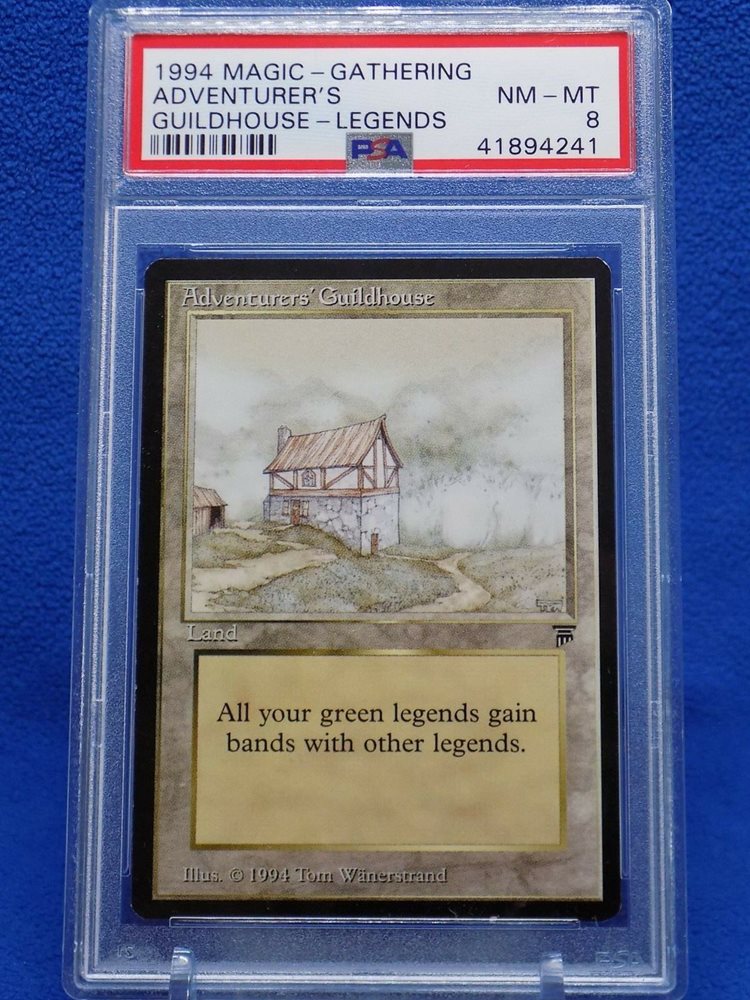 1994 MAGIC – GATHERING
ADVENTURER'S NM – MT
GUILDHOUSE – LEGENDS 8
PSA 41894241
Adventurers' Guildhouse
Land
All your green legends gain
bands with other legends.
Illus. © 1994 Tom Wänerstrand
PSA